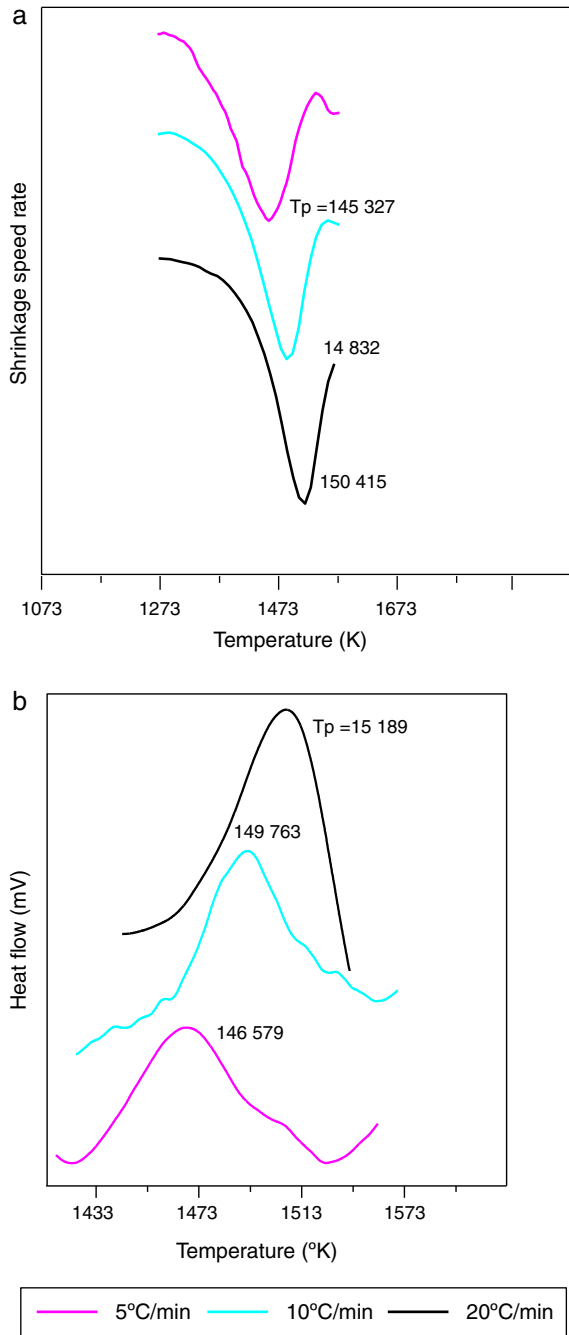 a
Shrinkage speed rate
Tp =145 327
14 832
150 415
1073 1273 1473 1673
Temperature (K)
b
Heat flow (mV)
Tp =15 189
149 763
146 579
1433 1473 1513 1573
Temperature (ºK)
5ºC/min 10ºC/min 20ºC/min